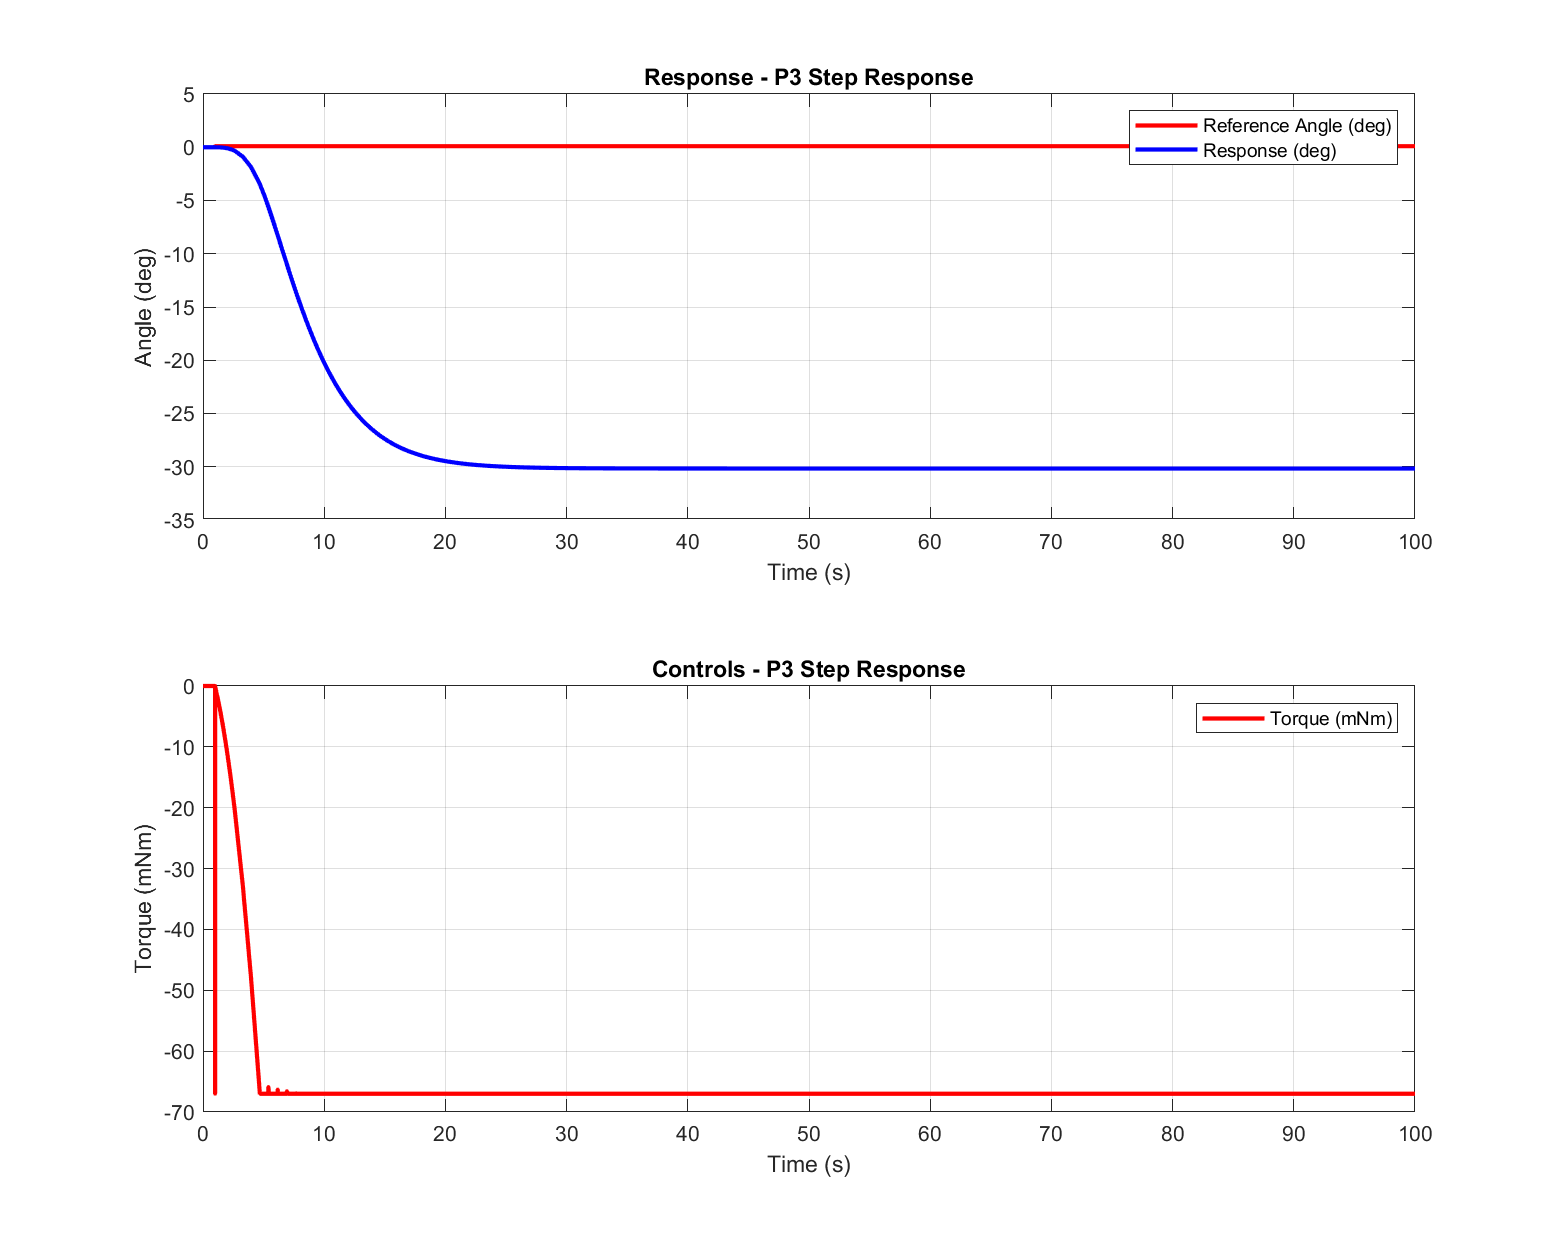 Response - P3 Step Response
5
0
-5
-10
-15
-20
-25
-30
-35
Angle (deg)
Reference Angle (deg)
Response (deg)
0 10 20 30 40 50 60 70 80 90 100
Time (s)
Controls - P3 Step Response
0
-10
-20
-30
-40
-50
-60
-70
Torque (mNm)
Torque (mNm)
0 10 20 30 40 50 60 70 80 90 100
Time (s)